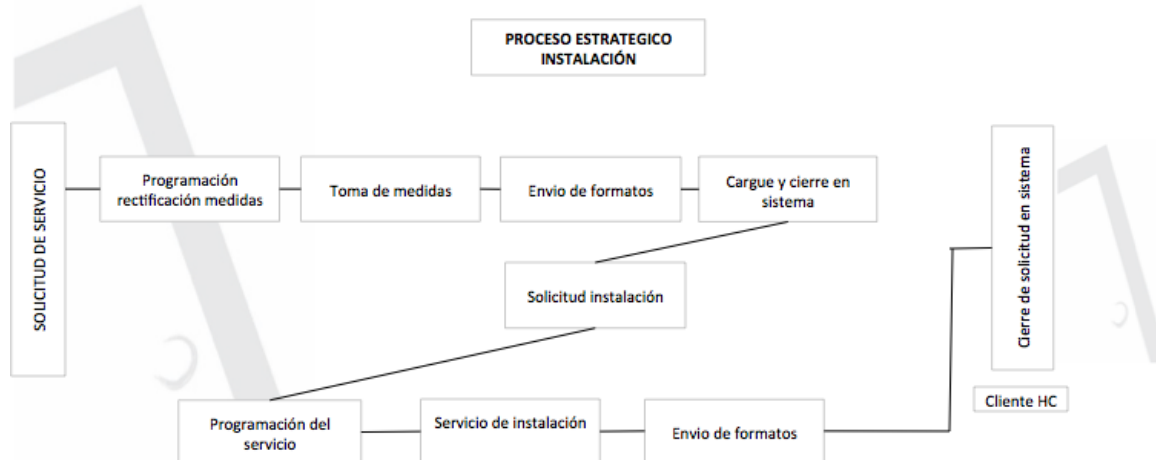 PROCESO ESTRATEGICO
INSTALACIÓN
SOLICITUD DE SERVICIO
Programación
rectificación medidas
Toma de medidas
Envio de formatos
Cargue y cierre en
sistema
Solicitud instalación
Programación del
servicio
Servicio de instalación
Envio de formatos
Cierre de solicitud en sistema
Cliente HC